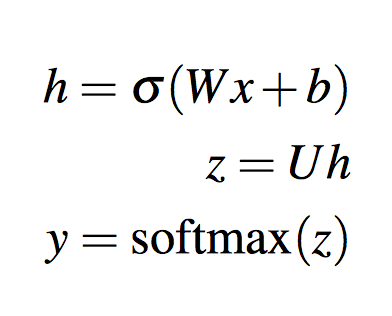 h = σ(Wx+b)
z = Uh
y = softmax(z)